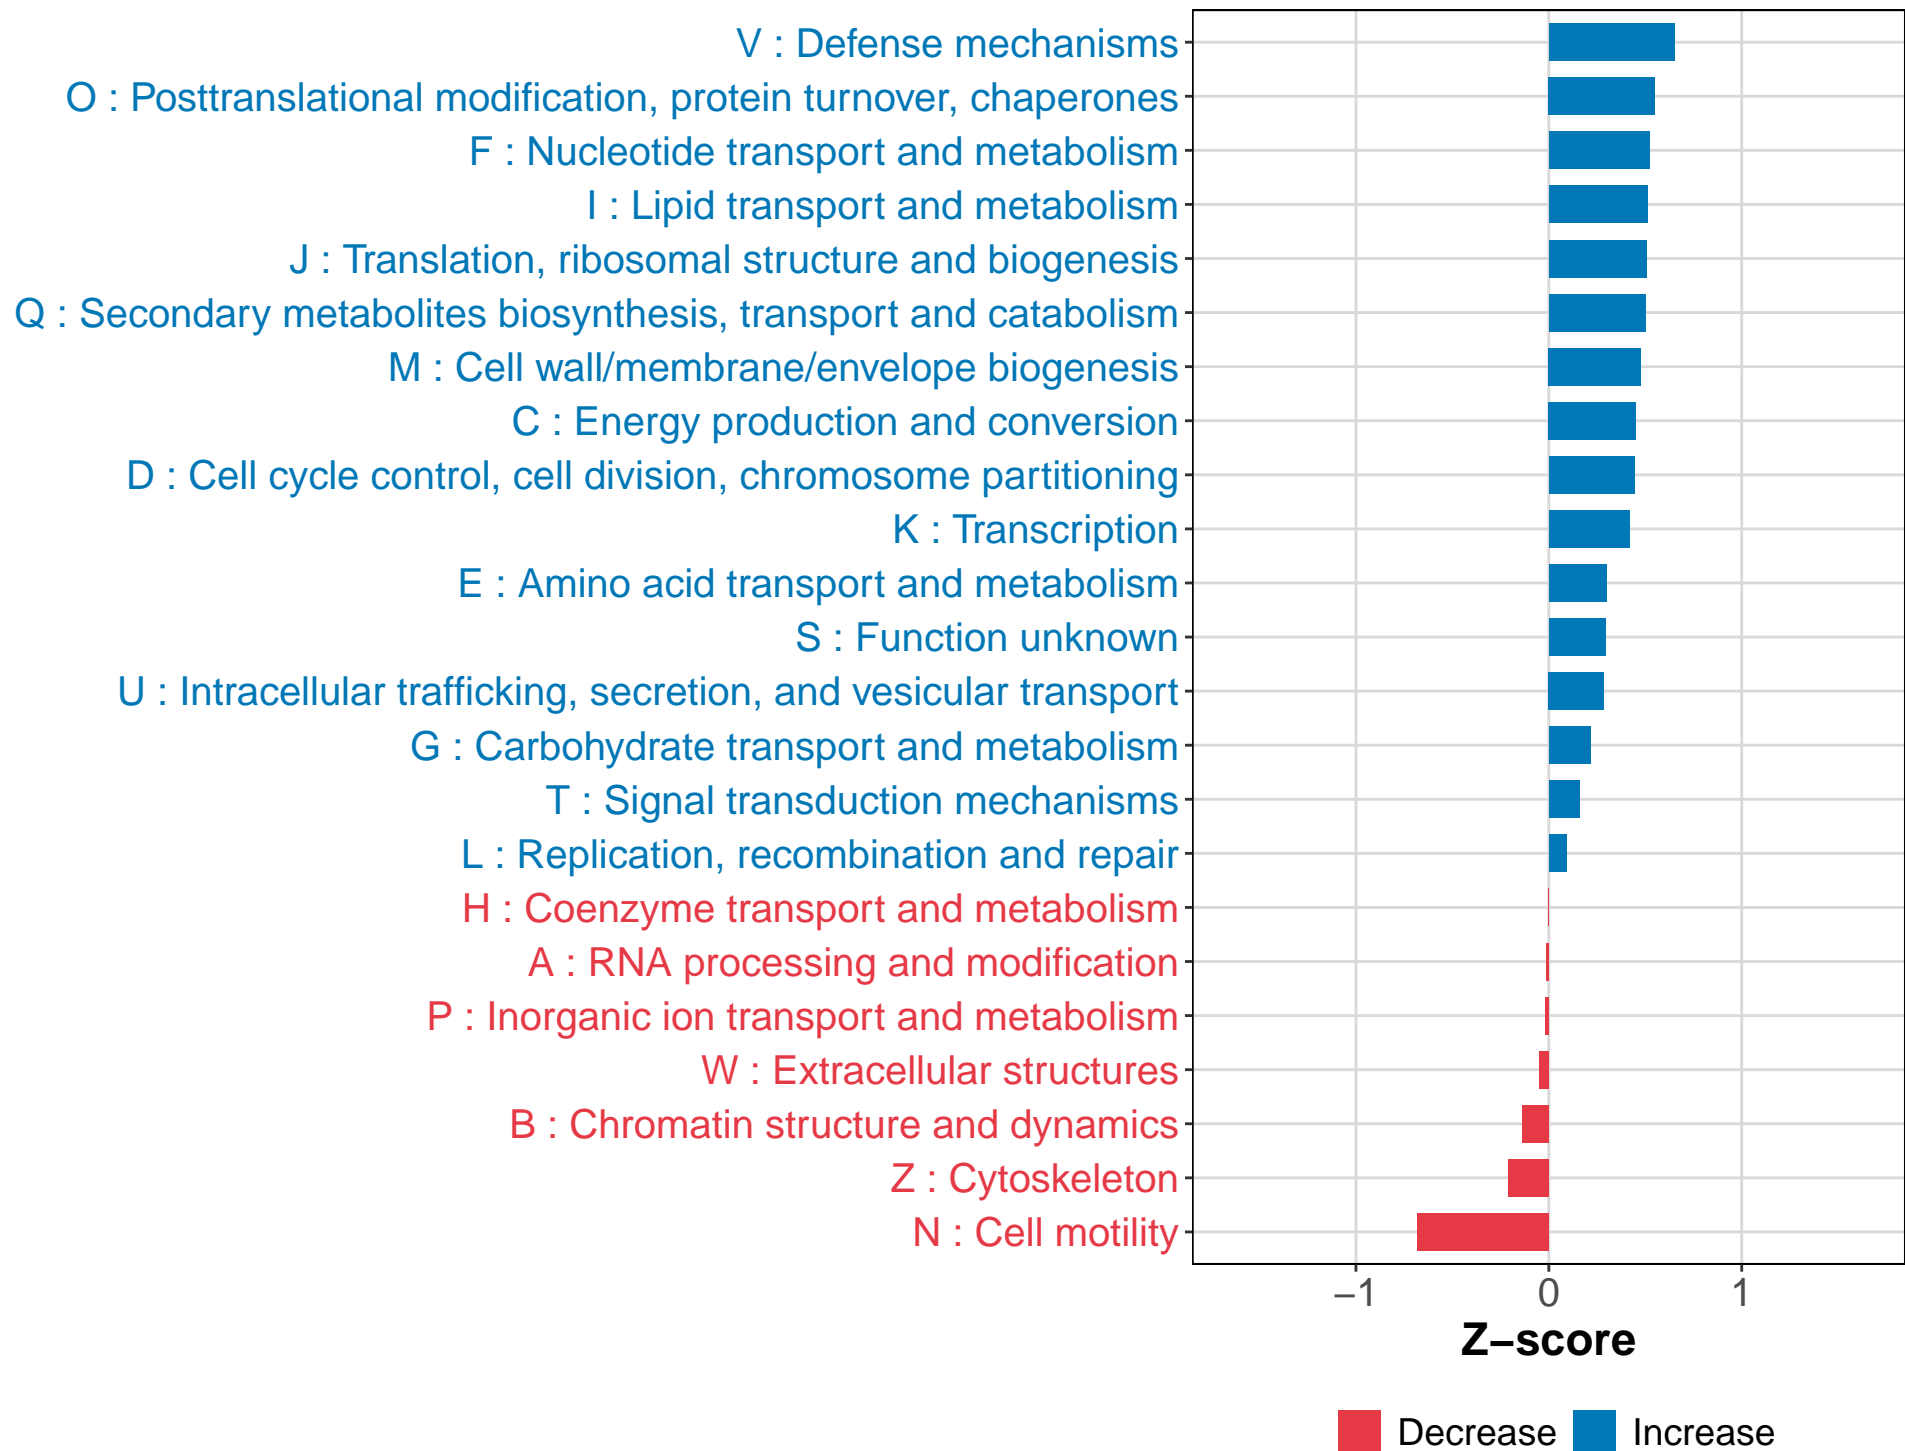 V : Defense mechanisms
O : Posttranslational modification, protein turnover, chaperones
F : Nucleotide transport and metabolism
I : Lipid transport and metabolism
J : Translation, ribosomal structure and biogenesis
Q : Secondary metabolites biosynthesis, transport and catabolism
M : Cell wall/membrane/envelope biogenesis
C : Energy production and conversion
D : Cell cycle control, cell division, chromosome partitioning
K : Transcription
E : Amino acid transport and metabolism
S : Function unknown
U : Intracellular trafficking, secretion, and vesicular transport
G : Carbohydrate transport and metabolism
T : Signal transduction mechanisms
L : Replication, recombination and repair
H : Coenzyme transport and metabolism
A : RNA processing and modification
P : Inorganic ion transport and metabolism
W : Extracellular structures
B : Chromatin structure and dynamics
Z : Cytoskeleton
N : Cell motility
−1 0 1
Z−score
Decrease Increase